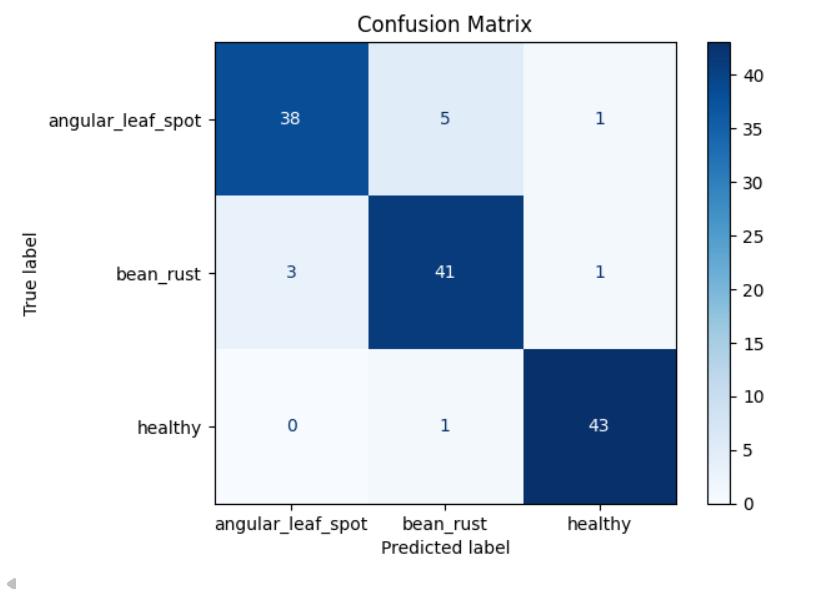 Confusion Matrix
True label
angular_leaf_spot 38 5 1
bean_rust 3 41 1
healthy 0 1 43
angular_leaf_spot bean_rust healthy
Predicted label
40
35
30
25
20
15
10
5
0